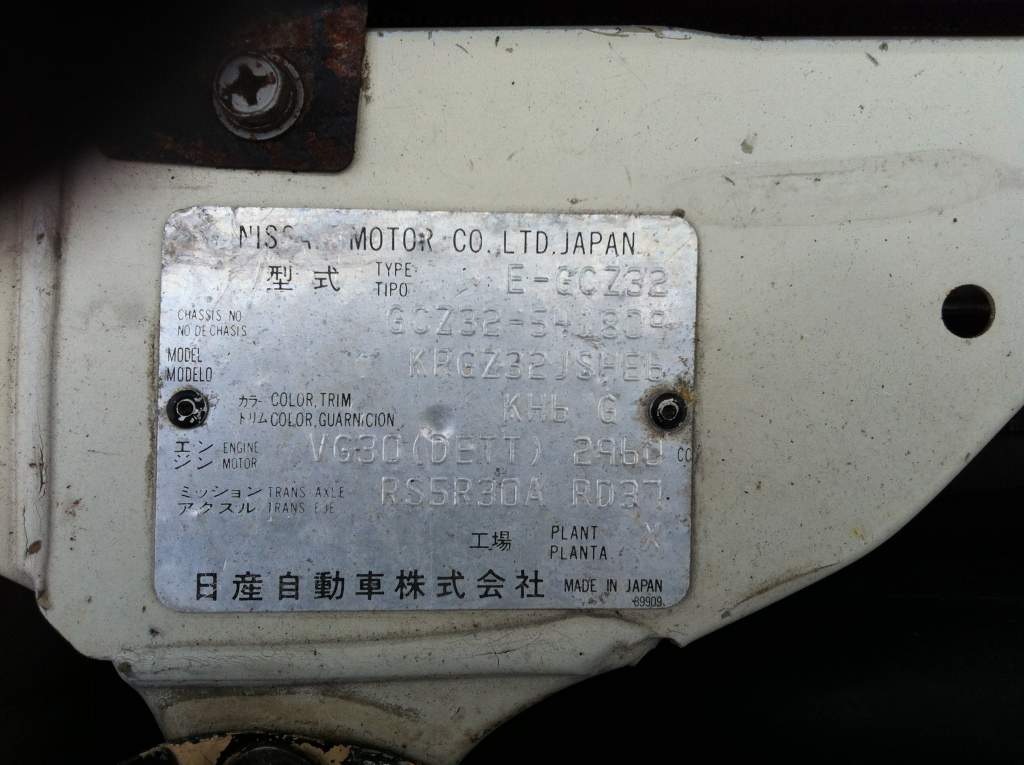 NISSAN MOTOR CO., LTD. JAPAN
型式 TYPE TIPO E-GCZ32
CHASSIS NO NO DE CHASIS
MODEL MODELO KRGZ32JSHE6
カラー COLOR, TRIM KH6 G
トリム COLOR, GUARNICION
エンジン ENGINE MOTOR VG30(DETT) 2960 CC
ミッション TRANS AXLE RS5R30A RD37
アクスル TRANS EJE
工場 PLANT PLANTA X
日産自動車株式会社 MADE IN JAPAN
89909